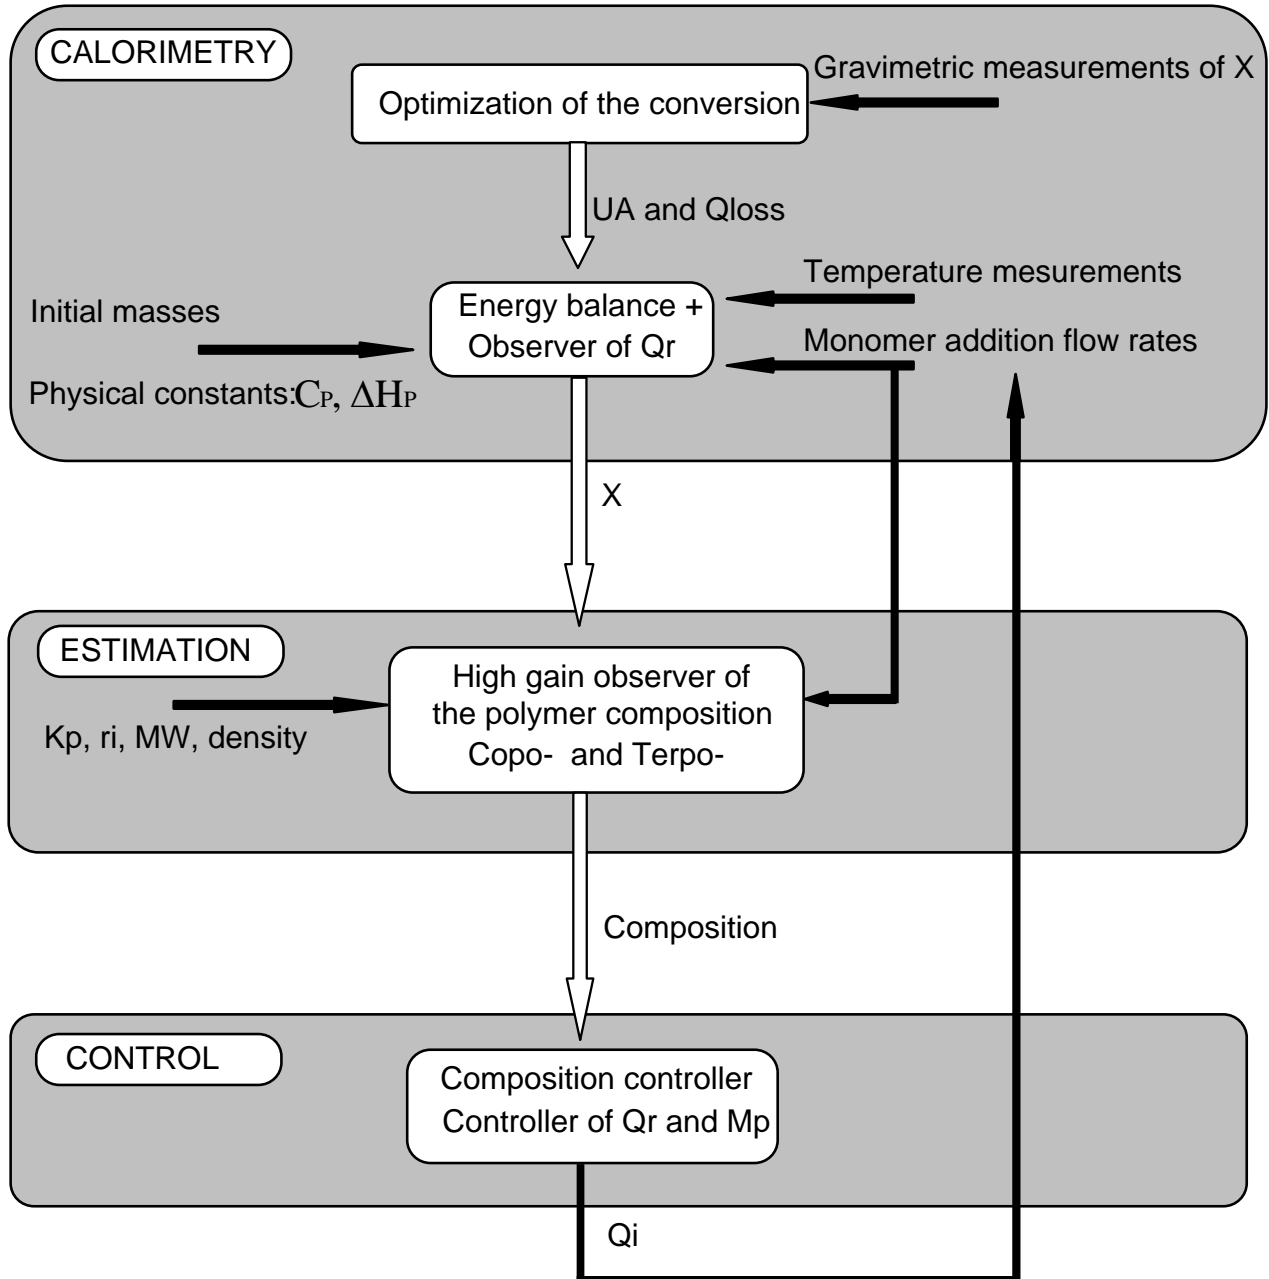 CALORIMETRY
Gravimetric measurements of X
Optimization of the conversion
UA and Qloss
Temperature mesurements
Initial masses
Energy balance +
Observer of Qr
Monomer addition flow rates
Physical constants: CP, ΔHP
X
ESTIMATION
High gain observer of
the polymer composition
Copo- and Terpo-
Kp, ri, MW, density
Composition
CONTROL
Composition controller
Controller of Qr and Mp
Qi